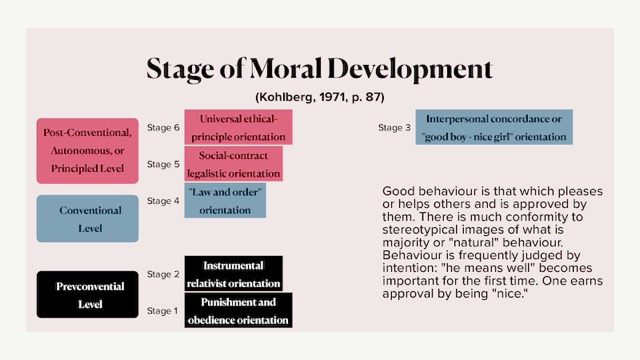 Stage of Moral Development
(Kohlberg, 1971, p. 87)
Post-Conventional,
Autonomous, or
Principled Level
Stage 6
Universal ethical-
principle orientation
Stage 5
Social-contract
legalistic orientation
Conventional
Level
Stage 4
"Law and order"
orientation
Prevconvential
Level
Stage 2
Instrumental
relativist orientation
Stage 1
Punishment and
obedience orientation
Stage 3
Interpersonal concordance or
"good boy - nice girl" orientation
Good behaviour is that which pleases
or helps others and is approved by
them. There is much conformity to
stereotypical images of what is
majority or "natural" behaviour.
Behaviour is frequently judged by
intention: "he means well" becomes
important for the first time. One earns
approval by being "nice."